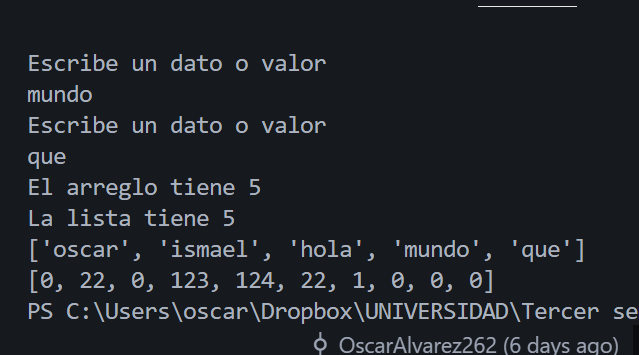 Escribe un dato o valor
mundo
Escribe un dato o valor
que
El arreglo tiene 5
La lista tiene 5
['oscar', 'ismael', 'hola', 'mundo', 'que']
[0, 22, 0, 123, 124, 22, 1, 0, 0, 0]
PS C:\Users\oscar\Dropbox\UNIVERSIDAD\Tercer se
OscarAlvarez262 (6 days ago)